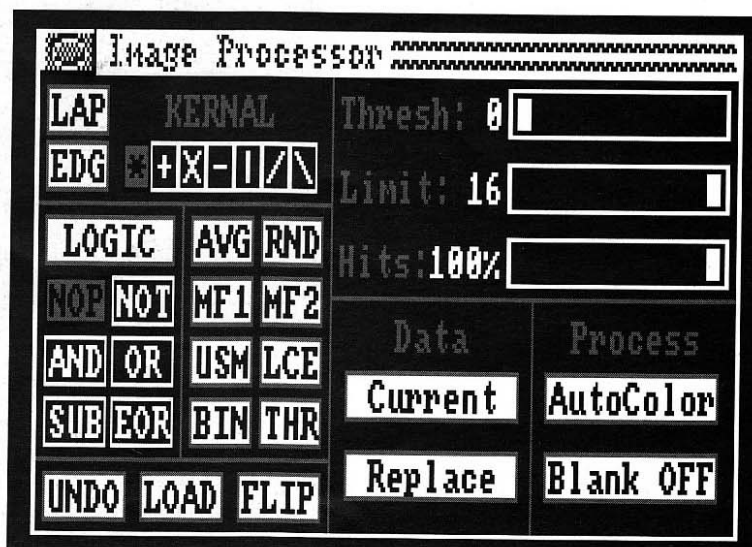 Image Processor
LAP KERNAL
EDG * + X - | / \
Thresh: 0
Limit: 16
Hits:100%
LOGIC AVG RND
NOP NOT MF1 MF2
AND OR USM LCE
SUB EOR BIN THR
UNDO LOAD FLIP
Data
Current
Replace
Process
AutoColor
Blank OFF